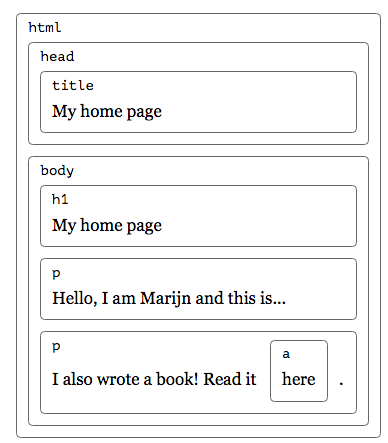 html
head
title
My home page
body
h1
My home page
p
Hello, I am Marijn and this is...
p
a
I also wrote a book! Read it here .